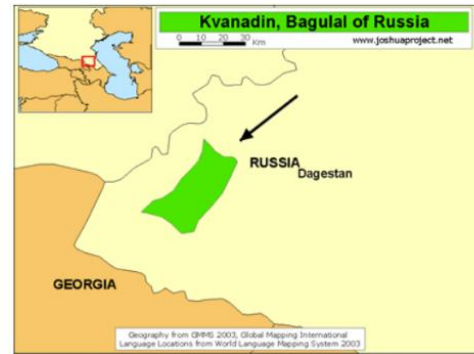 Kvanadin, Bagulal of Russia
0 10 20 30
Km
www.joshuaproject.net
RUSSIA
Dagestan
GEORGIA
Geography from GMMS 2003, Global Mapping International
Language Locations from World Language Mapping System 2003